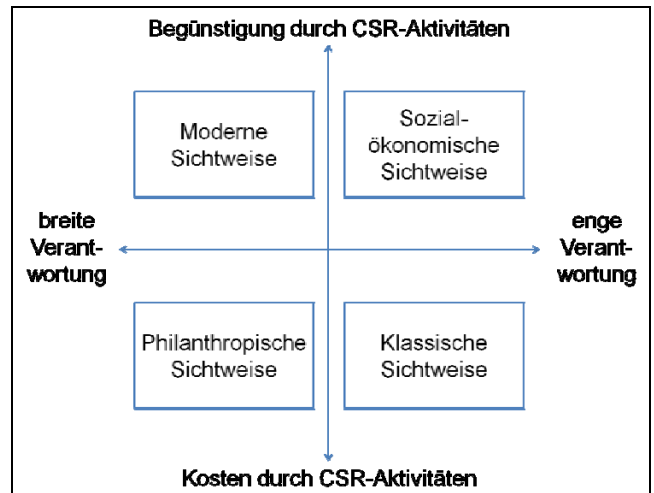 Begünstigung durch CSR-Aktivitäten
Moderne
Sichtweise
Sozial-
ökonomische
Sichtweise
breite
Verant-
wortung
enge
Verant-
wortung
Philanthropische
Sichtweise
Klassische
Sichtweise
Kosten durch CSR-Aktivitäten